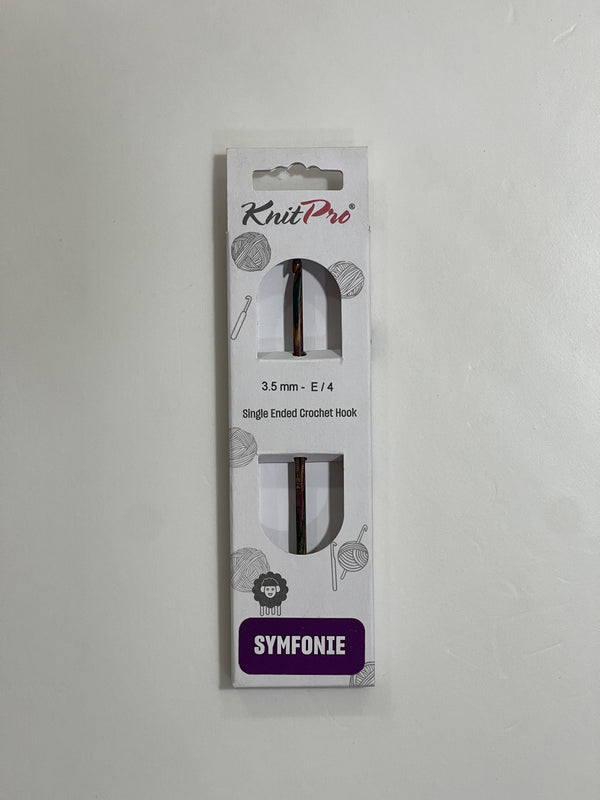 KnitPro®
3.5 mm - E / 4
Single Ended Crochet Hook
SYMFONIE